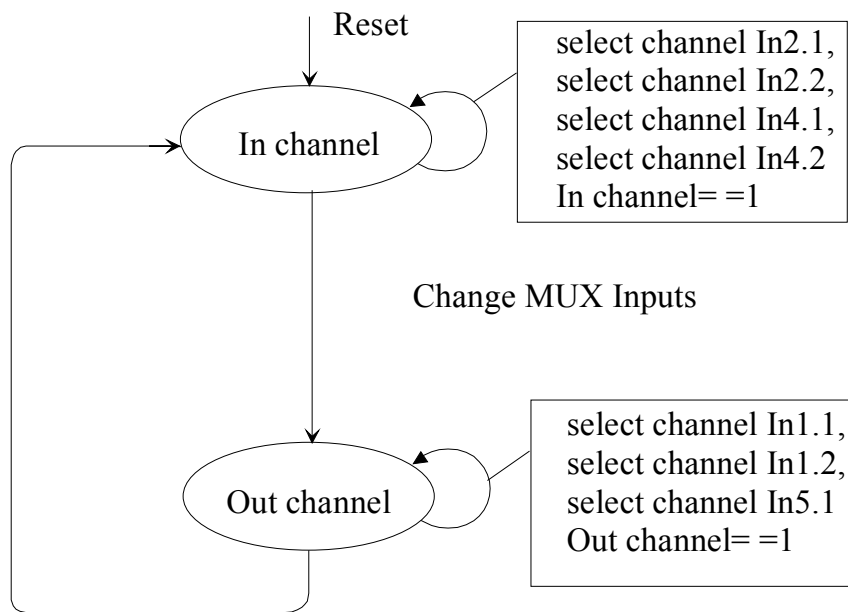 Reset
select channel In2.1,
select channel In2.2,
In channel
select channel In4.1,
select channel In4.2
In channel= =1
Change MUX Inputs
select channel In1.1,
select channel In1.2,
Out channel
select channel In5.1
Out channel= =1